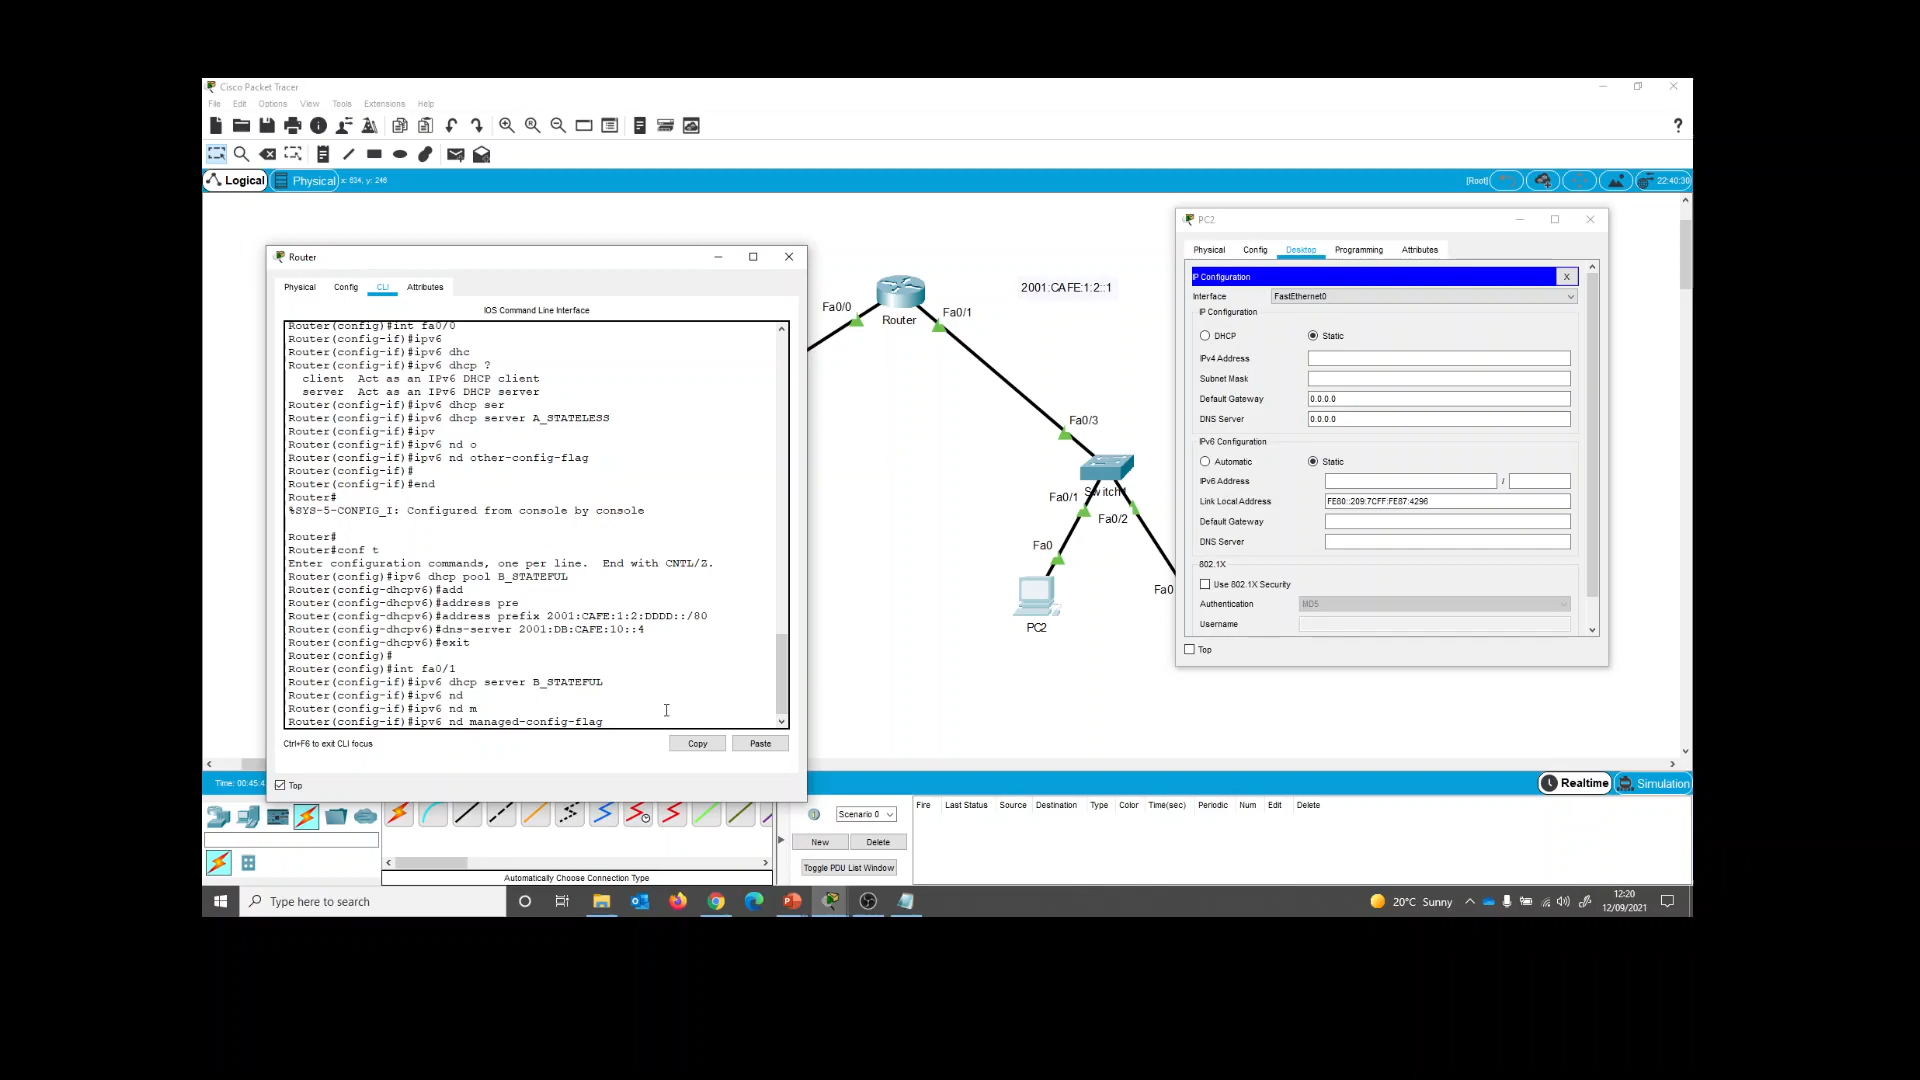 Cisco Packet Tracer
File Edit Options View Tools Extensions Help
?
Logical Physical x: 634, y: 246 [Root] 22:40:30
Router
Physical Config CLI Attributes
IOS Command Line Interface
Router(config)#int fa0/0
Router(config-if)#ipv6
Router(config-if)#ipv6 dhc
Router(config-if)#ipv6 dhcp ?
client Act as an IPv6 DHCP client
server Act as an IPv6 DHCP server
Router(config-if)#ipv6 dhcp ser
Router(config-if)#ipv6 dhcp server A_STATELESS
Router(config-if)#ipv
Router(config-if)#ipv6 nd o
Router(config-if)#ipv6 nd other-config-flag
Router(config-if)#
Router(config-if)#end
Router#
%SYS-5-CONFIG_I: Configured from console by console
Router#
Router#conf t
Enter configuration commands, one per line. End with CNTL/Z.
Router(config)#ipv6 dhcp pool B_STATEFUL
Router(config-dhcpv6)#add
Router(config-dhcpv6)#address pre
Router(config-dhcpv6)#address prefix 2001:CAFE:1:2:DDDD::/80
Router(config-dhcpv6)#dns-server 2001:DB:CAFE:10::4
Router(config-dhcpv6)#exit
Router(config)#
Router(config)#int fa0/1
Router(config-if)#ipv6 dhcp server B_STATEFUL
Router(config-if)#ipv6 nd
Router(config-if)#ipv6 nd m
Router(config-if)#ipv6 nd managed-config-flag
Ctrl+F6 to exit CLI focus
Copy Paste
Top
Fa0/0
Router
Fa0/1
2001:CAFE:1:2::1
Fa0/3
Switch1
Fa0/1
Fa0/2
Fa0
PC2
Fa0
PC2
Physical Config Desktop Programming Attributes
IP Configuration X
Interface FastEthernet0
IP Configuration
DHCP Static
IPv4 Address
Subnet Mask
Default Gateway 0.0.0.0
DNS Server 0.0.0.0
IPv6 Configuration
Automatic Static
IPv6 Address /
Link Local Address FE80::209:7CFF:FE87:4296
Default Gateway
DNS Server
802.1X
Use 802.1X Security
Authentication MD5
Username
Top
Time: 00:45:4
Realtime Simulation
Scenario 0
New Delete
Toggle PDU List Window
Fire Last Status Source Destination Type Color Time(sec) Periodic Num Edit Delete
Automatically Choose Connection Type
Type here to search
20°C Sunny
12:20
12/09/2021